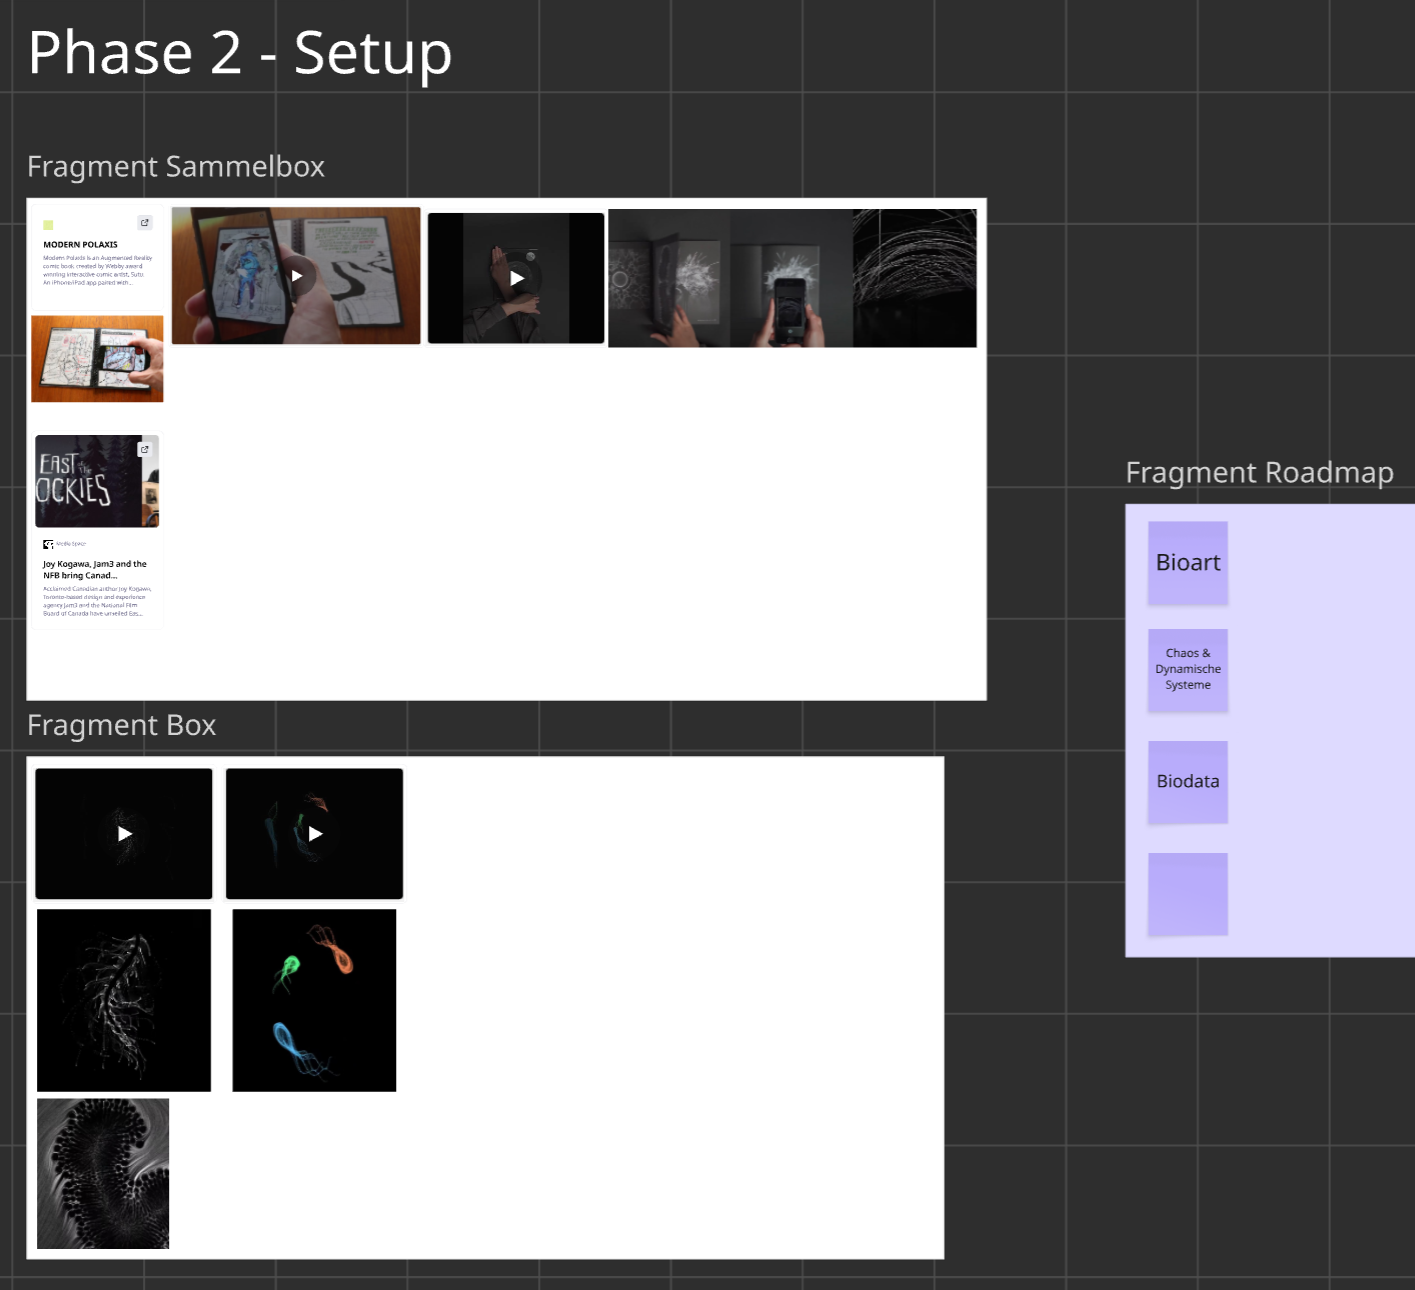 Phase 2 - Setup
Fragment Sammelbox
MODERN POLAXIS
Modern Polaxis is an Augmented Reality
comic book created by Webby award
winning interactive comic artist, Sutu.
An iPhone/iPad app paired with...
EAST OF THE
OCKIES
Joy Kogawa, Jam3 and the
NFB bring Canad...
Acclaimed Canadian author Joy Kogawa,
Toronto-based design and experience
agency Jam3 and the National Film
Board of Canada have unveiled Eas...
Fragment Roadmap
Bioart
Chaos &
Dynamische
Systeme
Biodata
Fragment Box